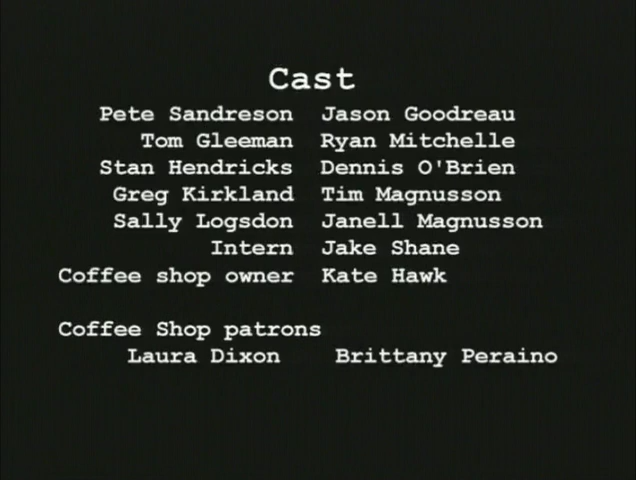 Cast
Pete Sandreson Jason Goodreau
Tom Gleeman Ryan Mitchelle
Stan Hendricks Dennis O'Brien
Greg Kirkland Tim Magnusson
Sally Logsdon Janell Magnusson
Intern Jake Shane
Coffee shop owner Kate Hawk
Coffee Shop patrons
Laura Dixon Brittany Peraino